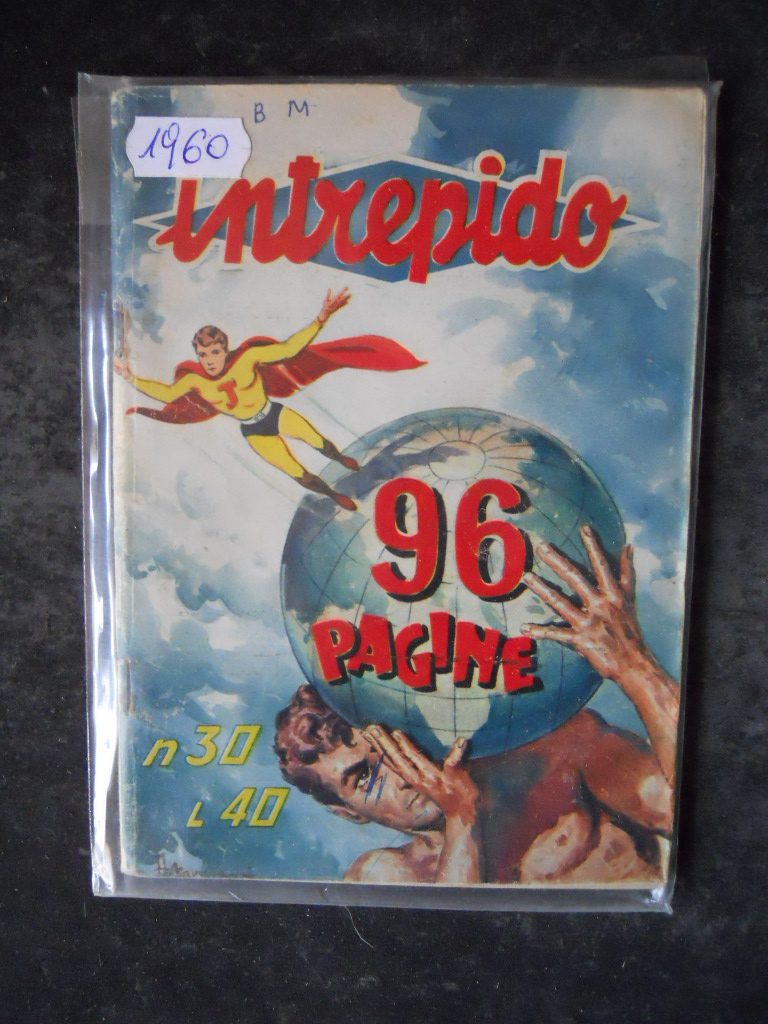 B M
1960
intrepido
J
96
PAGINE
n 30
L 40